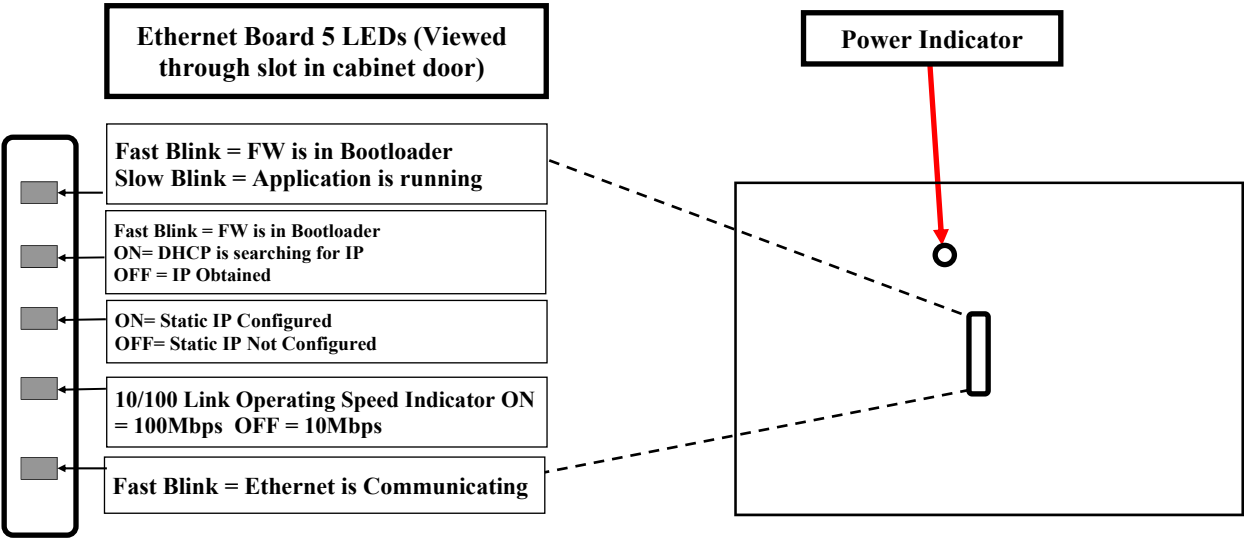 Ethernet Board 5 LEDs (Viewed
through slot in cabinet door)
Power Indicator
Fast Blink = FW is in Bootloader
Slow Blink = Application is running
Fast Blink = FW is in Bootloader
ON= DHCP is searching for IP
OFF = IP Obtained
ON= Static IP Configured
OFF= Static IP Not Configured
10/100 Link Operating Speed Indicator ON
= 100Mbps  OFF = 10Mbps
Fast Blink = Ethernet is Communicating